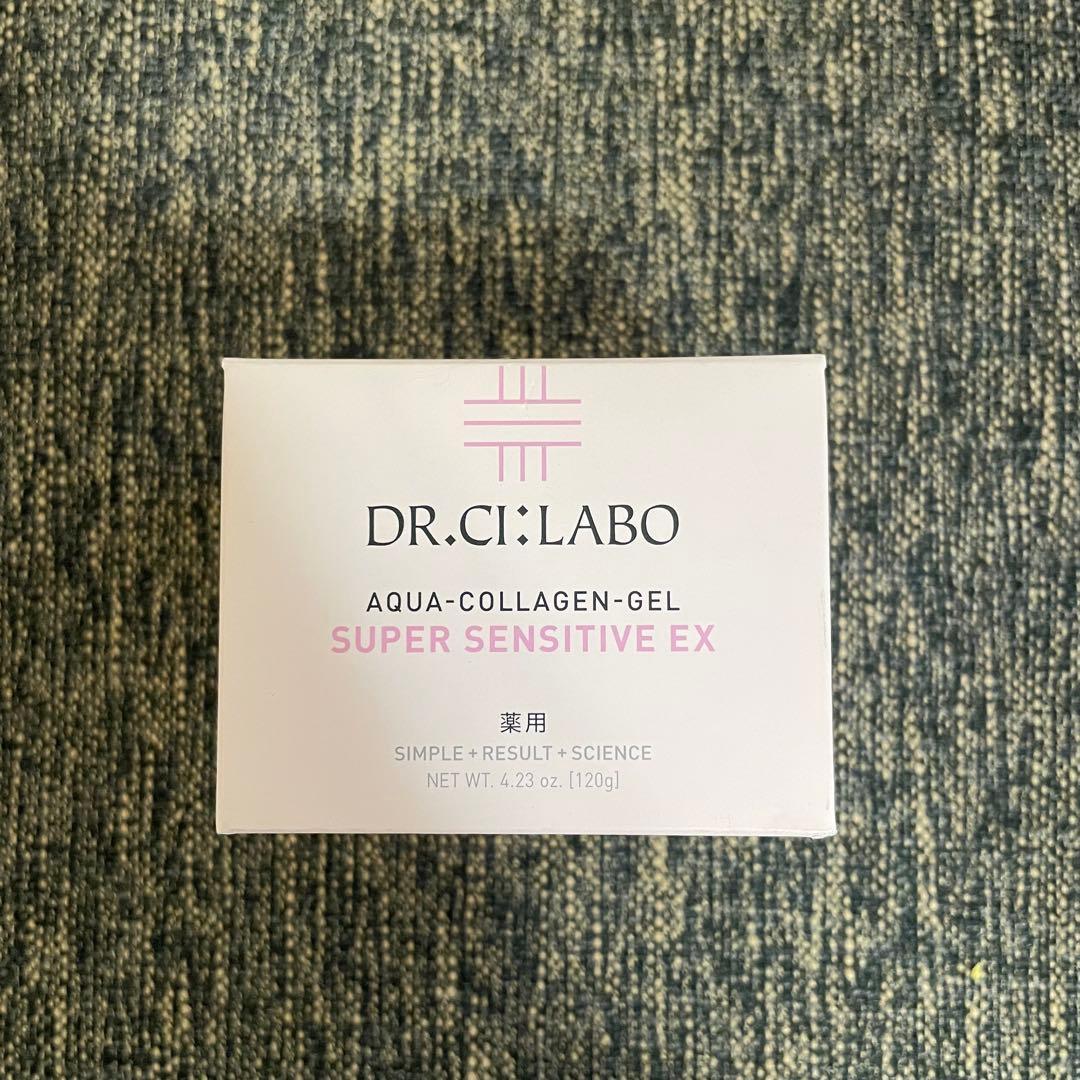 DR.CI:LABO
AQUA-COLLAGEN-GEL
SUPER SENSITIVE EX
薬用
SIMPLE + RESULT + SCIENCE
NET WT. 4.23 oz. [120g]